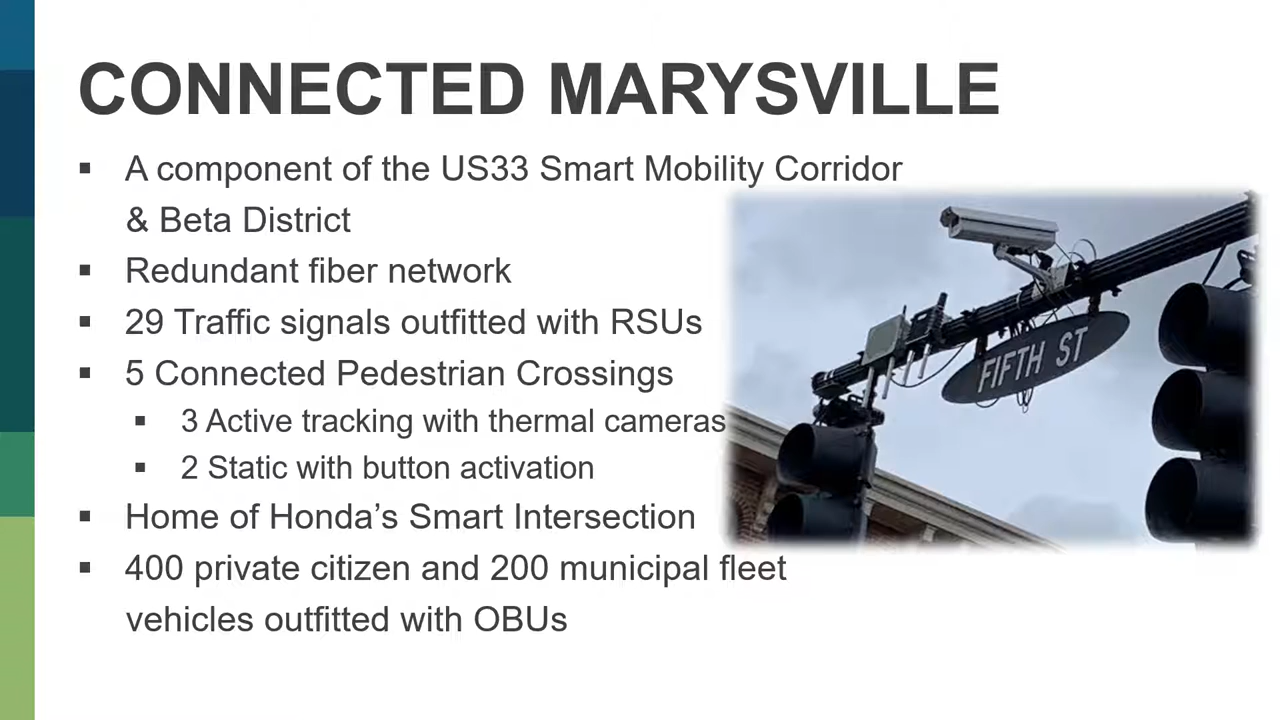 CONNECTED MARYSVILLE
▪ A component of the US33 Smart Mobility Corridor
& Beta District
▪ Redundant fiber network
▪ 29 Traffic signals outfitted with RSUs
▪ 5 Connected Pedestrian Crossings
▪ 3 Active tracking with thermal cameras
▪ 2 Static with button activation
▪ Home of Honda’s Smart Intersection
▪ 400 private citizen and 200 municipal fleet
vehicles outfitted with OBUs
FIFTH ST